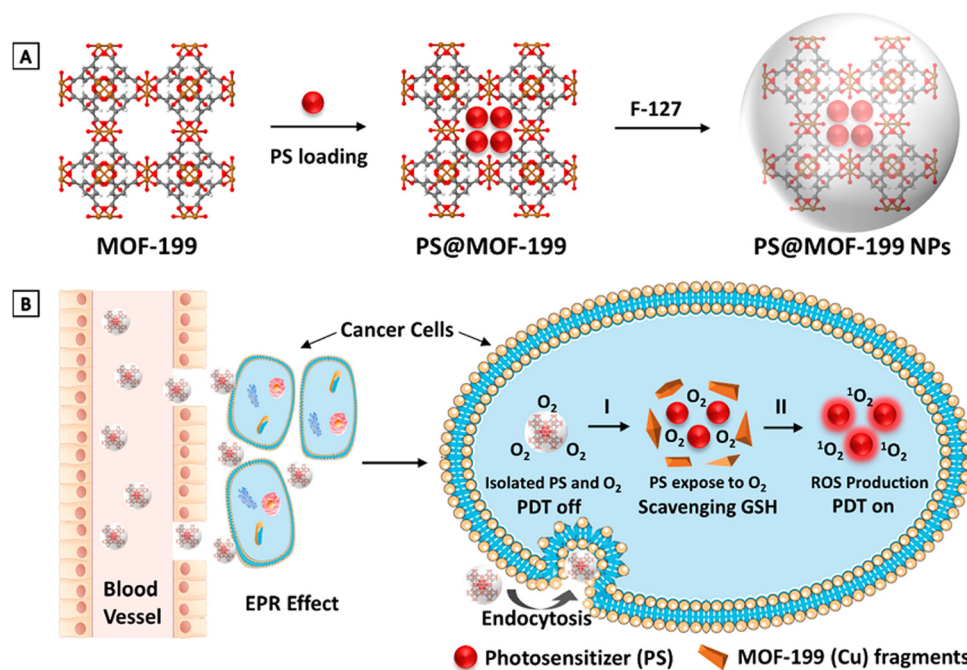 A
PS loading
F-127
MOF-199
PS@MOF-199
PS@MOF-199 NPs
B
Cancer Cells
Blood
Vessel
EPR Effect
O₂
O₂
O₂
I
O₂
O₂
O₂
II
¹O₂
¹O₂
¹O₂
Isolated PS and O₂
PDT off
PS expose to O₂
Scavenging GSH
ROS Production
PDT on
Endocytosis
Photosensitizer (PS)
MOF-199 (Cu) fragments